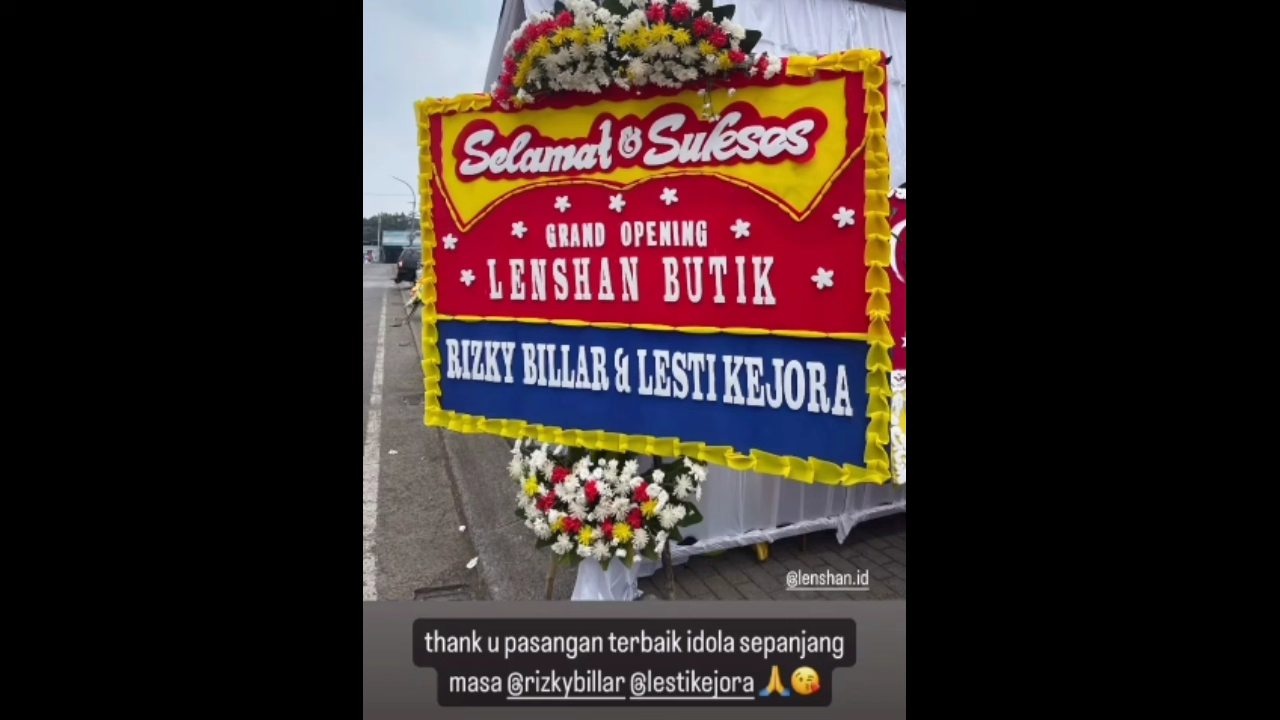 Selamat & Sukses
GRAND OPENING
LENSHAN BUTIK
RIZKY BILLAR & LESTI KEJORA
@lenshan.id
thank u pasangan terbaik idola sepanjang
masa @rizkybillar @lestikejora 🙏😘